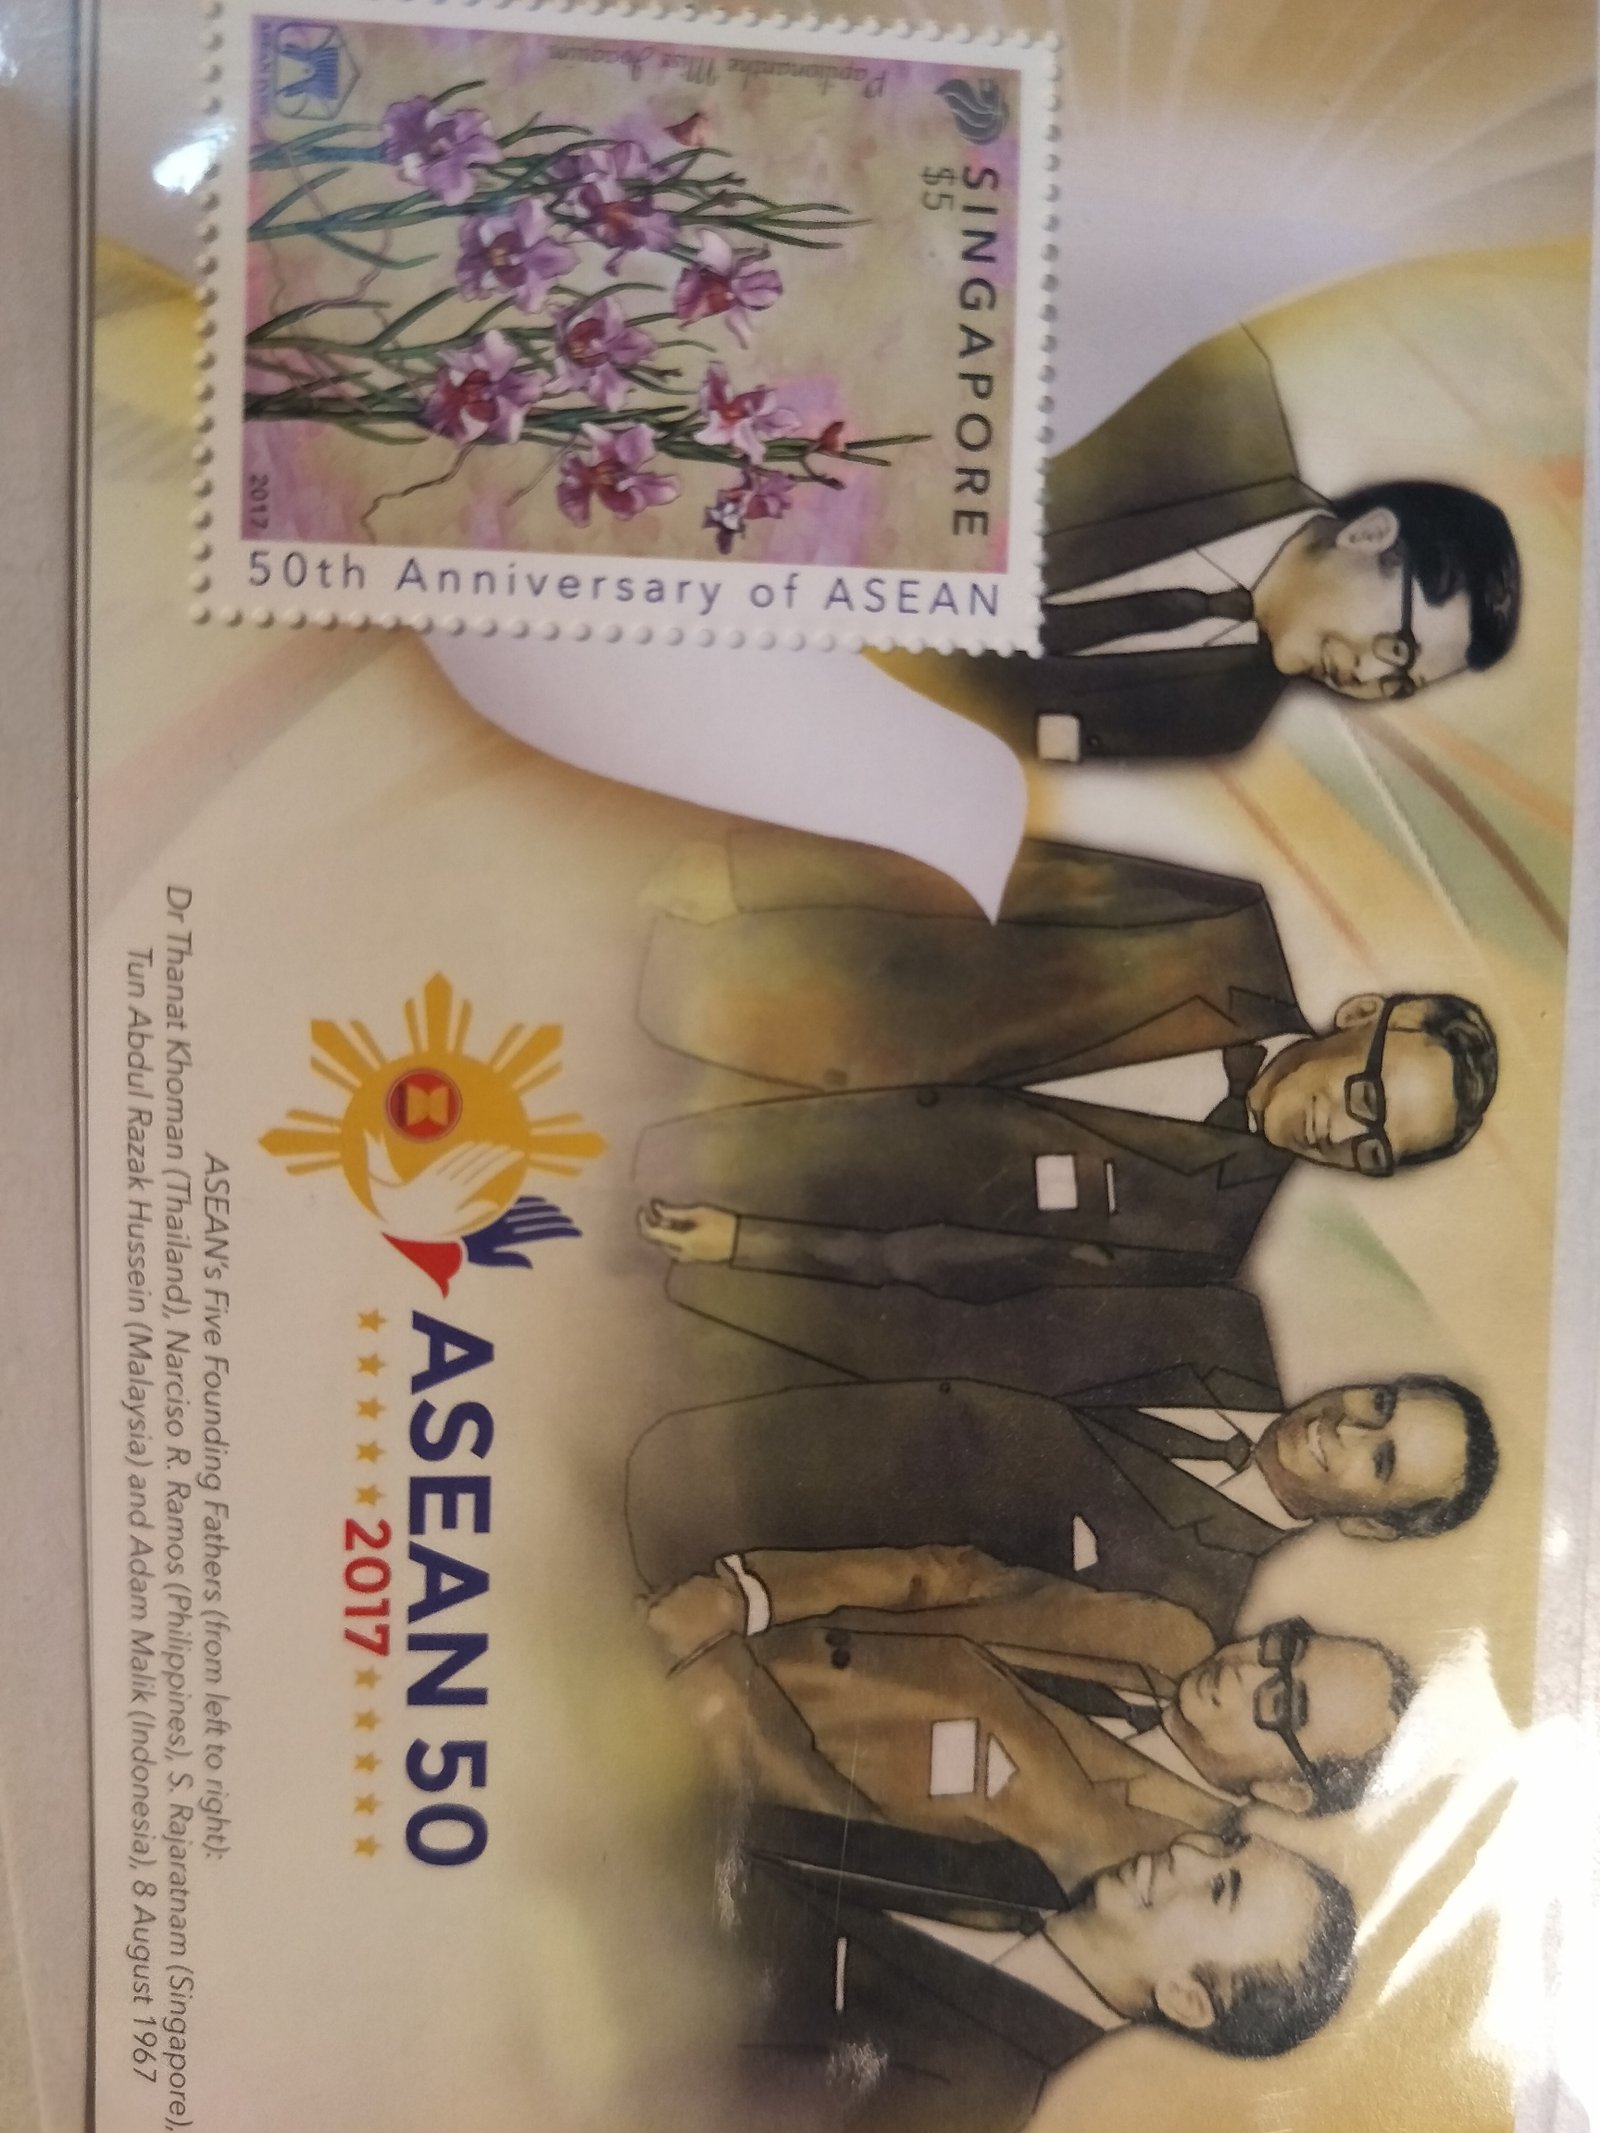 Papilionanthe Miss Joaquim
SINGAPORE
$5
2017
50th Anniversary of ASEAN
ASEAN 50
2017
ASEAN's Five Founding Fathers (from left to right):
Dr Thanat Khoman (Thailand), Narciso R. Ramos (Philippines), S. Rajaratnam (Singapore),
Tun Abdul Razak Hussein (Malaysia) and Adam Malik (Indonesia), 8 August 1967